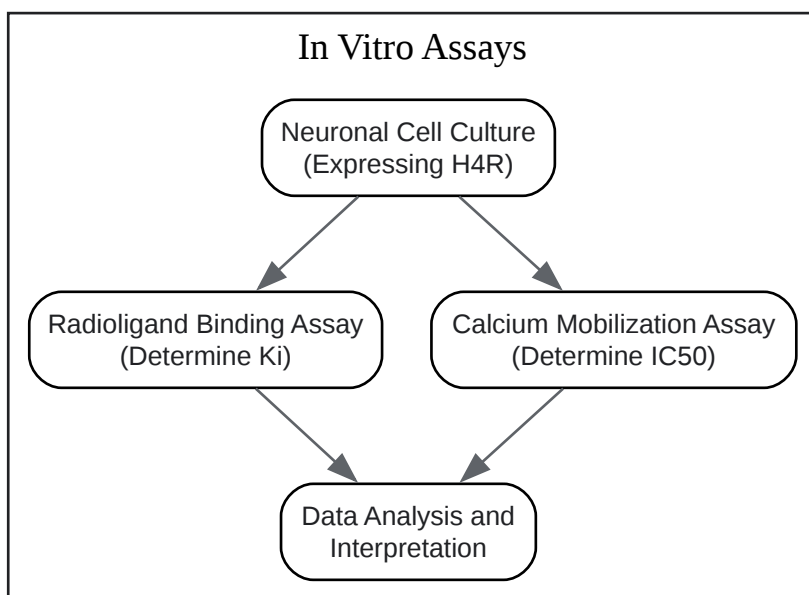 In Vitro Assays
Neuronal Cell Culture
(Expressing H4R)
Radioligand Binding Assay
(Determine Ki)
Calcium Mobilization Assay
(Determine IC50)
Data Analysis and
Interpretation